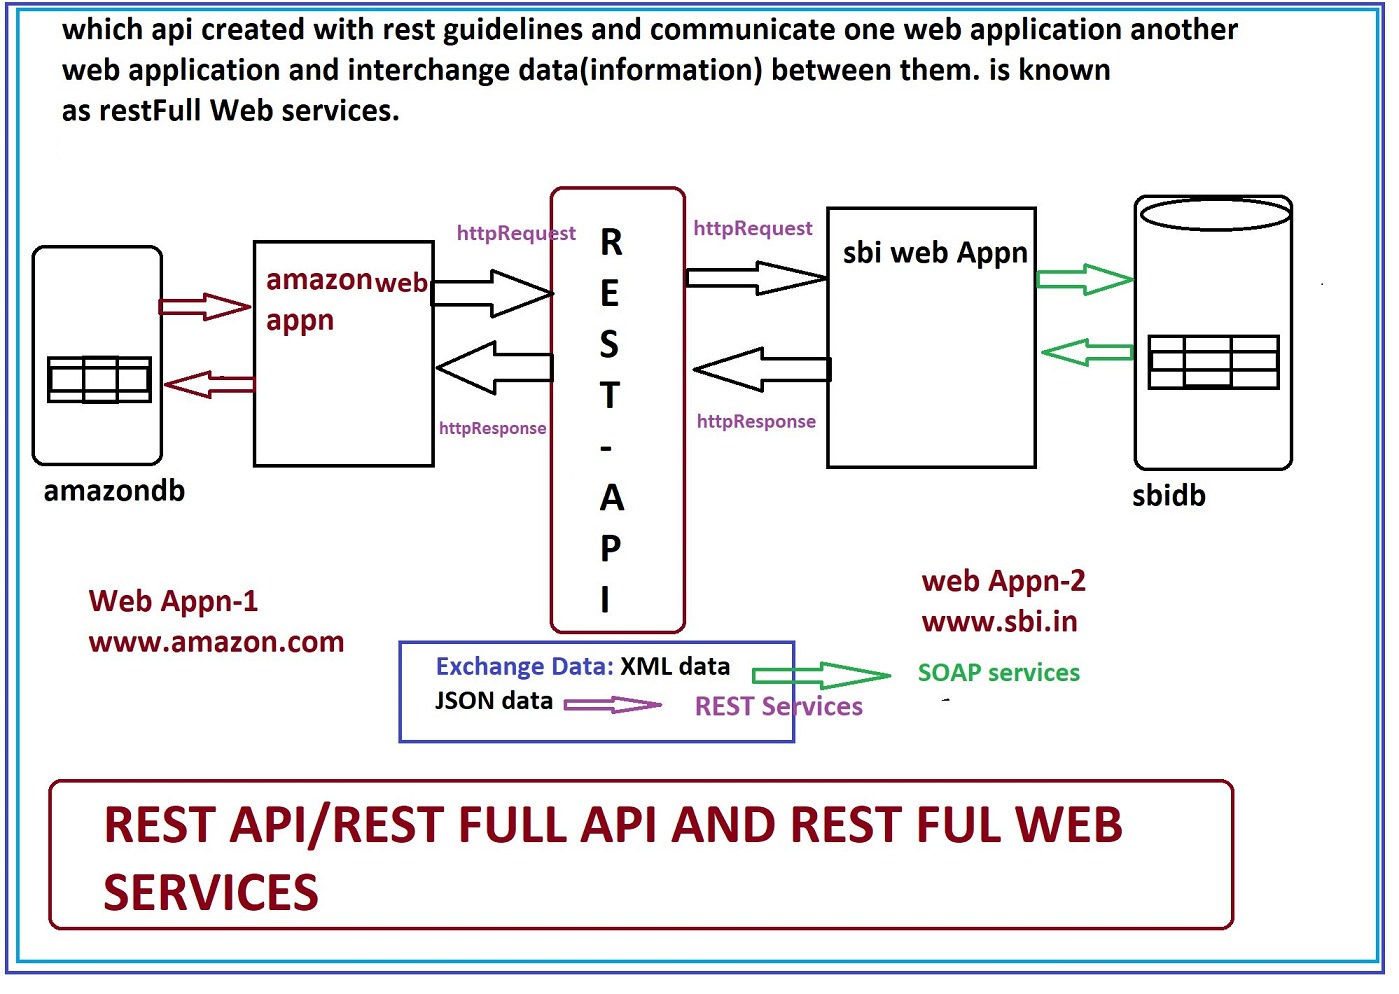 which api created with rest guidelines and communicate one web application another
web application and interchange data(information) between them. is known
as restFull Web services.
httpRequest
httpRequest
R
E
S
T
-
A
P
I
sbi web Appn
amazon web
appn
httpResponse
httpResponse
amazondb
sbidb
Web Appn-1
www.amazon.com
web Appn-2
www.sbi.in
Exchange Data: XML data
SOAP services
JSON data
REST Services
REST API/REST FULL API AND REST FUL WEB
SERVICES